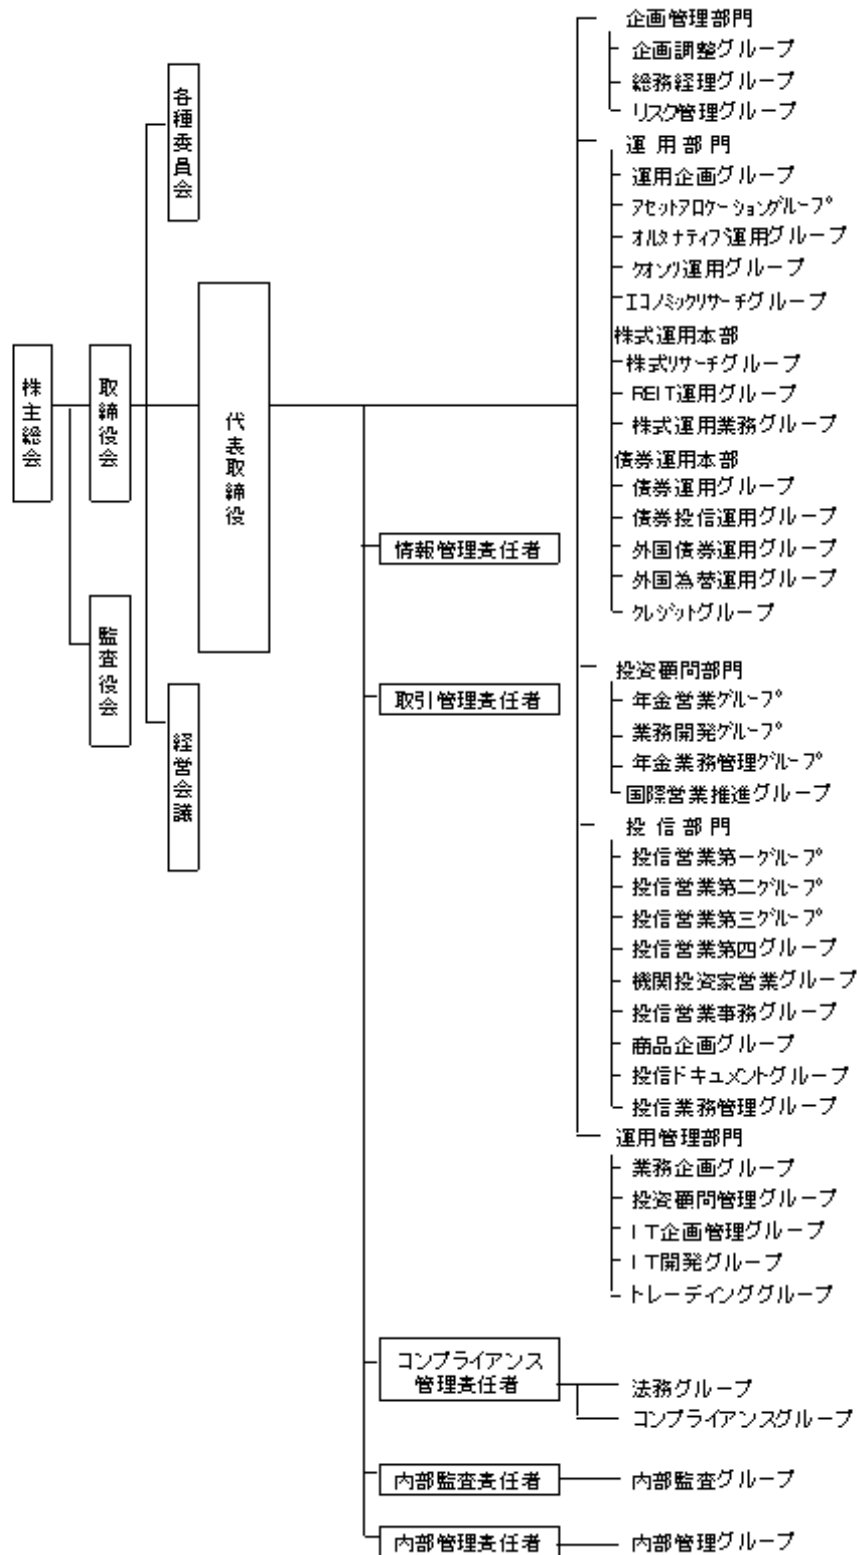 株主総会
取締役会
監査役会
各種委員会
経営会議
代表取締役
情報管理責任者
取引管理責任者
コンプライアンス
管理責任者
内部監査責任者
内部管理責任者
企画管理部門
企画調整グループ
総務経理グループ
リスク管理グループ
運用部門
運用企画グループ
アセットアロケーショングループ
オルタナティブ運用グループ
クオンツ運用グループ
エコノミックリサーチグループ
株式運用本部
株式リサーチグループ
REIT運用グループ
株式運用業務グループ
債券運用本部
債券運用グループ
債券投信運用グループ
外国債券運用グループ
外国為替運用グループ
クレジットグループ
投資顧問部門
年金営業グループ
業務開発グループ
年金業務管理グループ
国際営業推進グループ
投信部門
投信営業第一グループ
投信営業第二グループ
投信営業第三グループ
投信営業第四グループ
機関投資家営業グループ
投信営業事務グループ
商品企画グループ
投信ドキュメントグループ
投信業務管理グループ
運用管理部門
業務企画グループ
投資顧問管理グループ
IT企画管理グループ
IT開発グループ
トレーディンググループ
法務グループ
コンプライアンスグループ
内部監査グループ
内部管理グループ